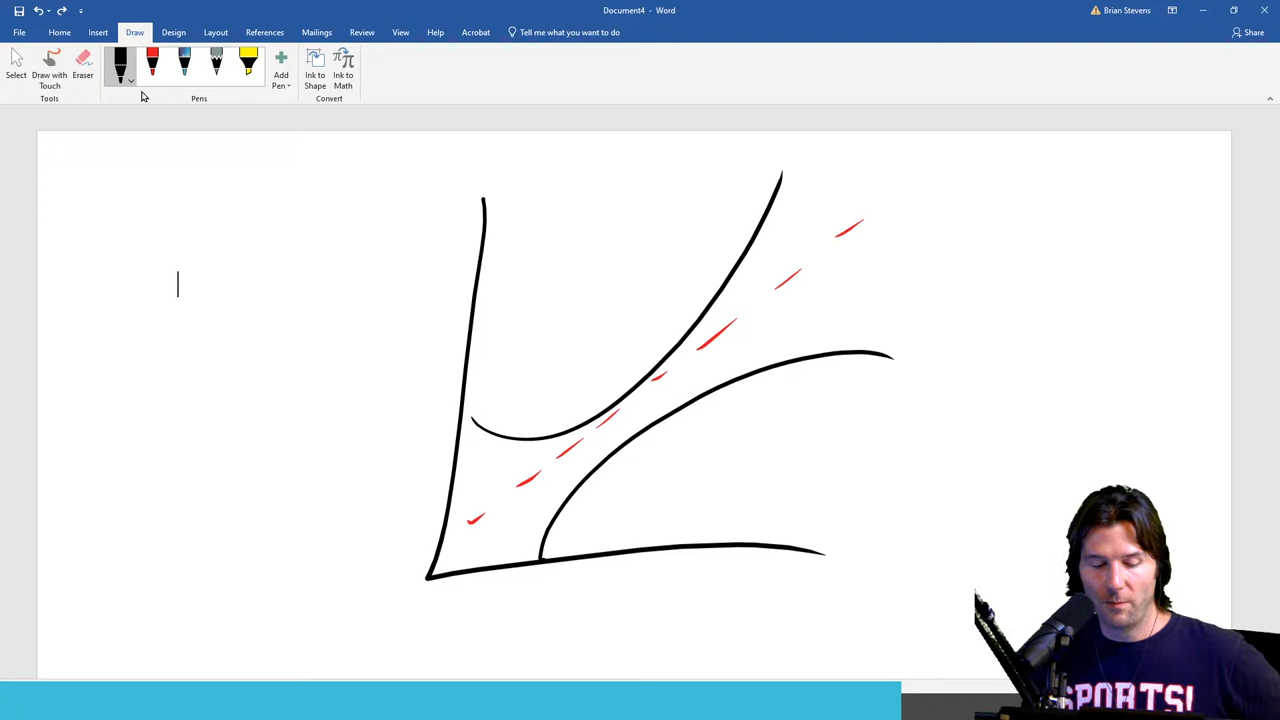 Document4 - Word
Brian Stevens
File Home Insert Draw Design Layout References Mailings Review View Help Acrobat Tell me what you want to do Share
Select
Draw with
Touch
Eraser
Add
Pen
Ink to
Shape
Ink to
Math
Tools
Pens
Convert
SPORTS!